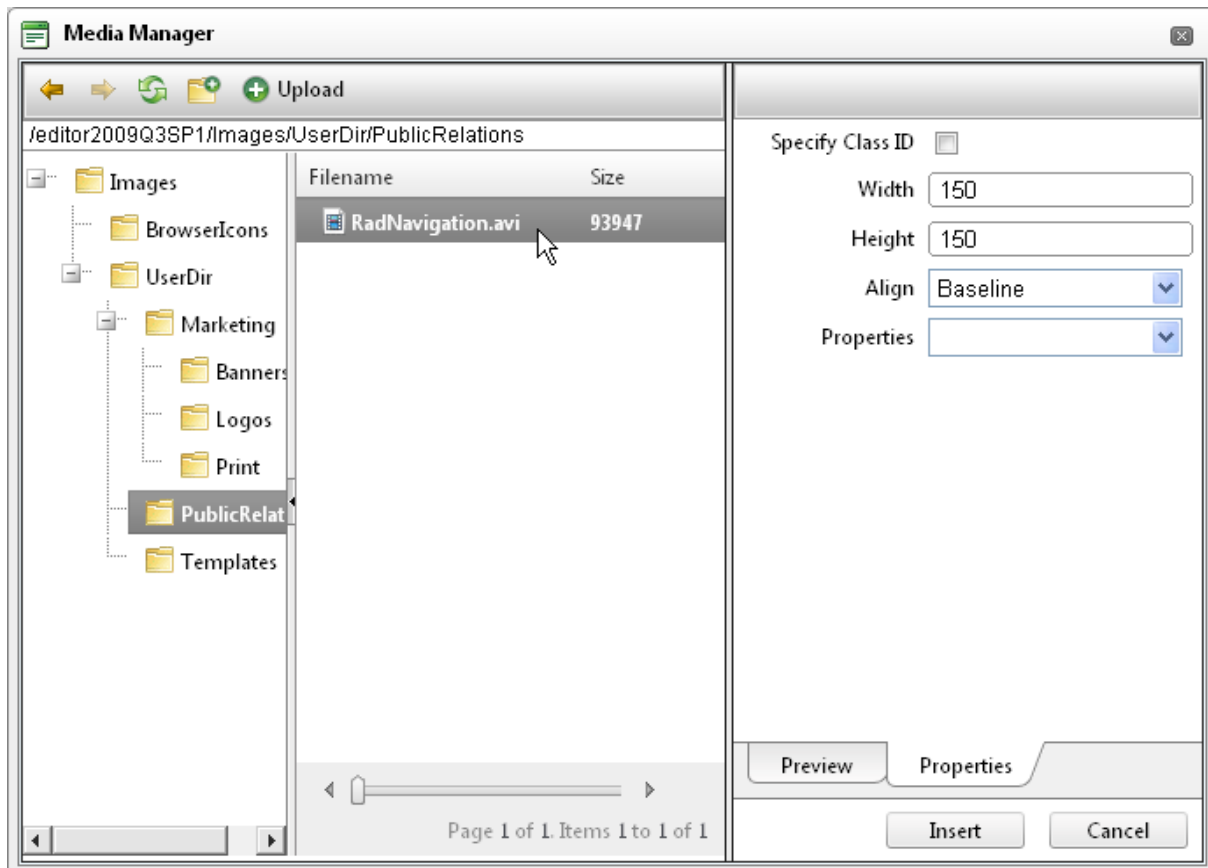 Media Manager
Upload
/editor2009Q3SP1/Images/UserDir/PublicRelations
Images
BrowserIcons
UserDir
Marketing
Banners
Logos
Print
PublicRelat
Templates
Filename Size
RadNavigation.avi 93947
Page 1 of 1. Items 1 to 1 of 1
Specify Class ID
Width 150
Height 150
Align Baseline
Properties
Preview Properties
Insert Cancel